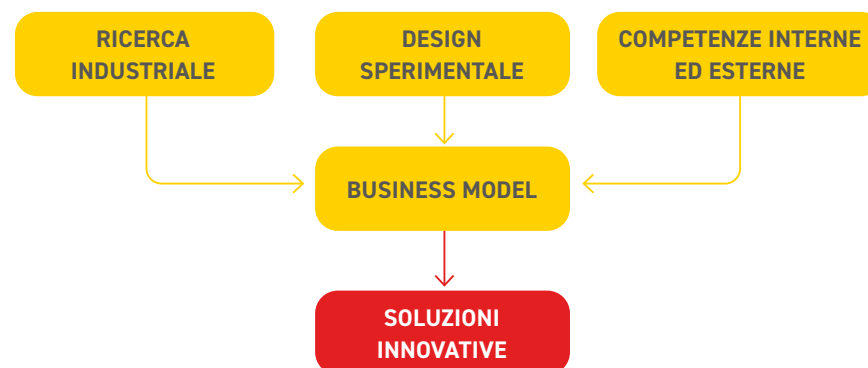 RICERCA
INDUSTRIALE
DESIGN
SPERIMENTALE
COMPETENZE INTERNE
ED ESTERNE
BUSINESS MODEL
SOLUZIONI
INNOVATIVE